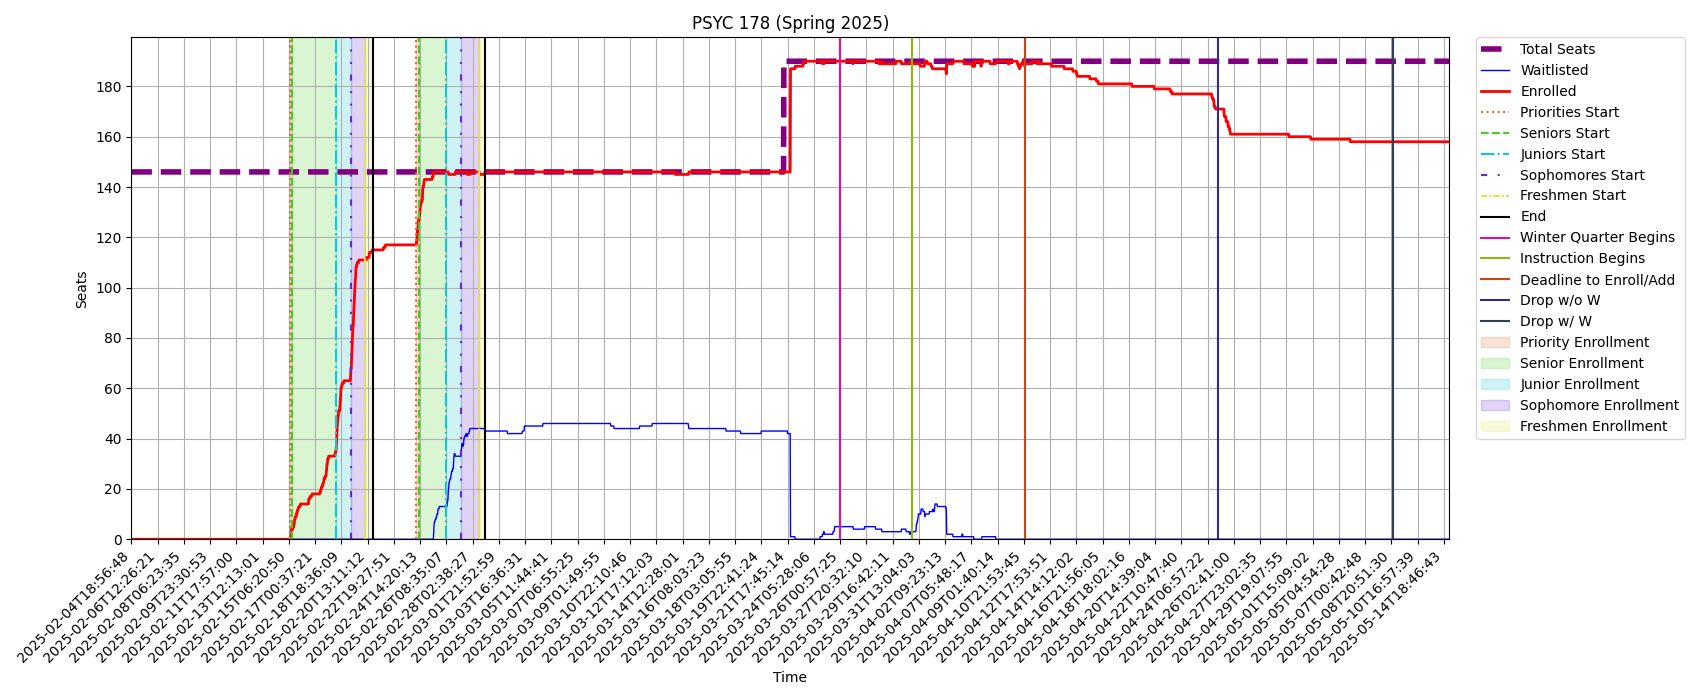 PSYC 178 (Spring 2025)
Seats
180
160
140
120
100
80
60
40
20
0
2025-02-04T18:56:48
2025-02-06T12:26:21
2025-02-08T06:23:35
2025-02-09T23:30:53
2025-02-11T17:57:00
2025-02-13T12:13:01
2025-02-15T06:20:50
2025-02-17T00:37:21
2025-02-18T18:36:09
2025-02-20T13:11:12
2025-02-22T19:27:51
2025-02-24T14:20:13
2025-02-26T08:35:07
2025-02-28T02:38:27
2025-03-01T21:52:59
2025-03-03T16:36:31
2025-03-05T11:44:41
2025-03-07T06:55:25
2025-03-09T01:49:55
2025-03-10T22:10:46
2025-03-12T17:12:03
2025-03-14T12:28:01
2025-03-16T08:03:23
2025-03-18T03:05:53
2025-03-19T22:41:24
2025-03-21T17:45:14
2025-03-24T05:28:06
2025-03-26T00:57:25
2025-03-27T20:32:10
2025-03-29T16:42:11
2025-03-31T13:04:03
2025-04-02T09:23:13
2025-04-07T05:48:17
2025-04-09T01:40:14
2025-04-10T21:53:45
2025-04-12T17:53:51
2025-04-14T14:12:02
2025-04-16T21:56:05
2025-04-18T18:02:16
2025-04-20T14:39:04
2025-04-22T10:47:40
2025-04-24T06:57:22
2025-04-26T02:41:00
2025-04-27T23:02:35
2025-04-29T19:07:55
2025-05-01T15:09:02
2025-05-05T04:54:28
2025-05-07T00:42:48
2025-05-08T20:51:30
2025-05-10T16:57:39
2025-05-14T18:46:43
Time
Total Seats
Waitlisted
Enrolled
Priorities Start
Seniors Start
Juniors Start
Sophomores Start
Freshmen Start
End
Winter Quarter Begins
Instruction Begins
Deadline to Enroll/Add
Drop w/o W
Drop w/ W
Priority Enrollment
Senior Enrollment
Junior Enrollment
Sophomore Enrollment
Freshmen Enrollment